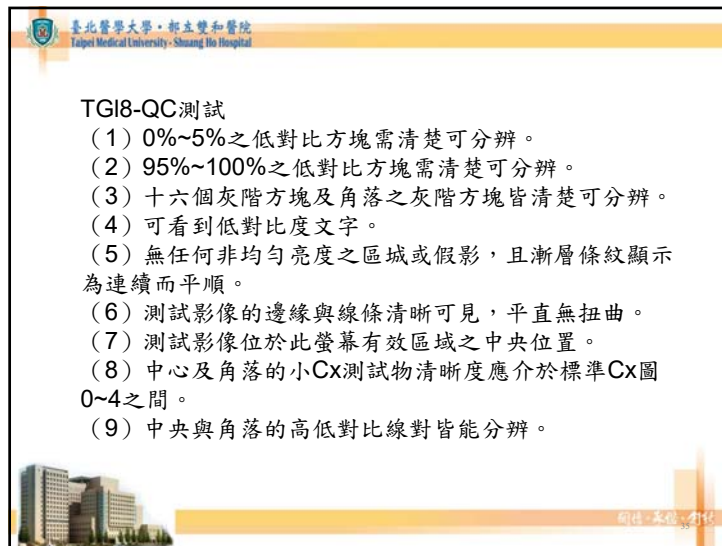 臺北醫學大學・部立雙和醫院
Taipei Medical University - Shuang Ho Hospital
TGI8-QC測試
（1）0%~5%之低對比方塊需清楚可分辨。
（2）95%~100%之低對比方塊需清楚可分辨。
（3）十六個灰階方塊及角落之灰階方塊皆清楚可分辨。
（4）可看到低對比度文字。
（5）無任何非均勻亮度之區城或假影，且漸層條紋顯示
為連續而平順。
（6）測試影像的邊緣與線條清晰可見，平直無扭曲。
（7）測試影像位於此螢幕有效區域之中央位置。
（8）中心及角落的小Cx測試物清晰度應介於標準Cx圖
0~4之間。
（9）中央與角落的高低對比線對皆能分辨。